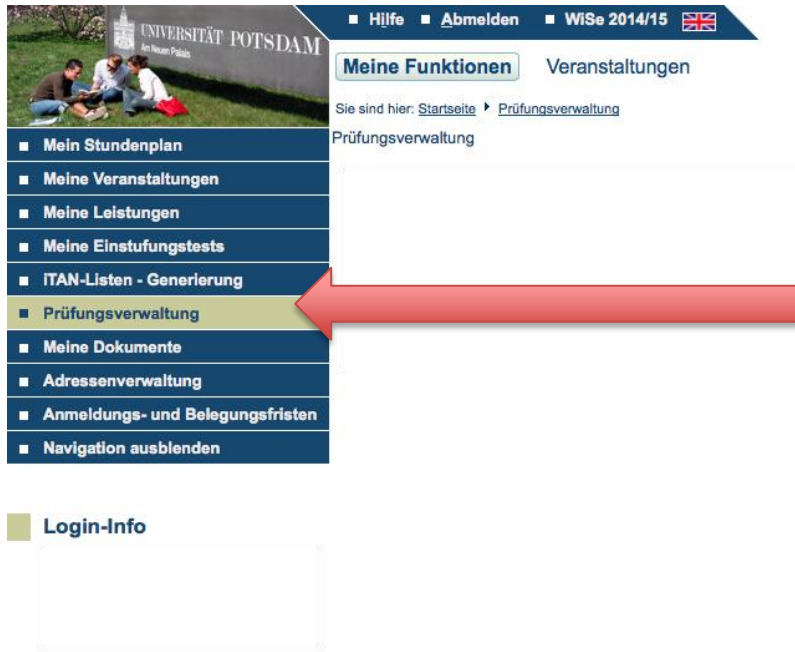 UNIVERSITÄT POTSDAM
Am Neuen Palais
Hilfe Abmelden WiSe 2014/15
Meine Funktionen Veranstaltungen
Sie sind hier: Startseite Prüfungsverwaltung
Prüfungsverwaltung
Mein Stundenplan
Meine Veranstaltungen
Meine Leistungen
Meine Einstufungstests
iTAN-Listen - Generierung
Prüfungsverwaltung
Meine Dokumente
Adressenverwaltung
Anmeldungs- und Belegungsfristen
Navigation ausblenden
Login-Info